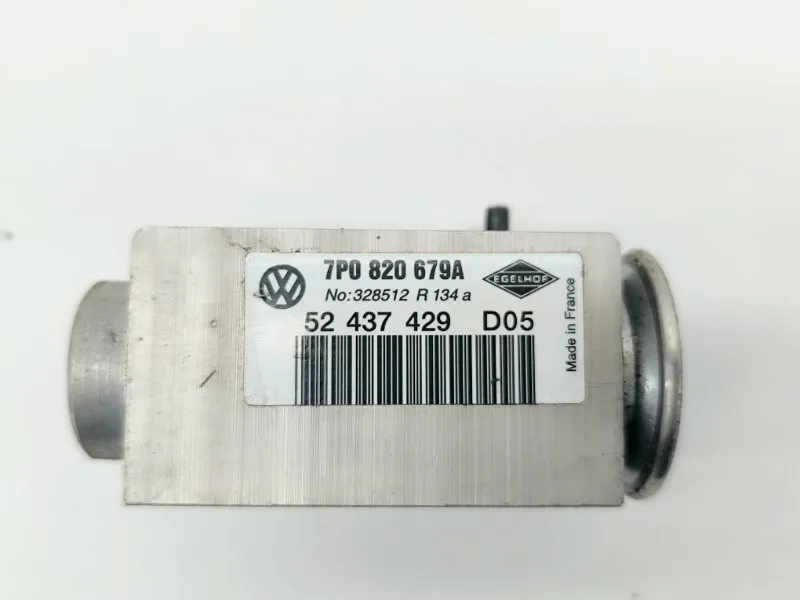 7P0 820 679A
EGELHOF
No:328512 R 134 a
52 437 429 D05
Made in France